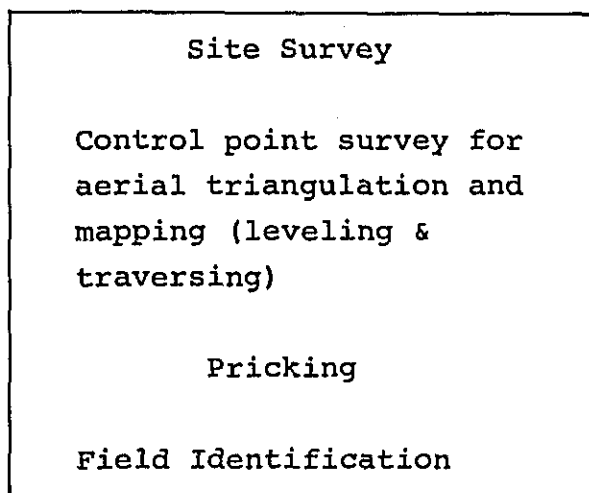 Site Survey
Control point survey for
aerial triangulation and
mapping (leveling &
traversing)
Pricking
Field Identification